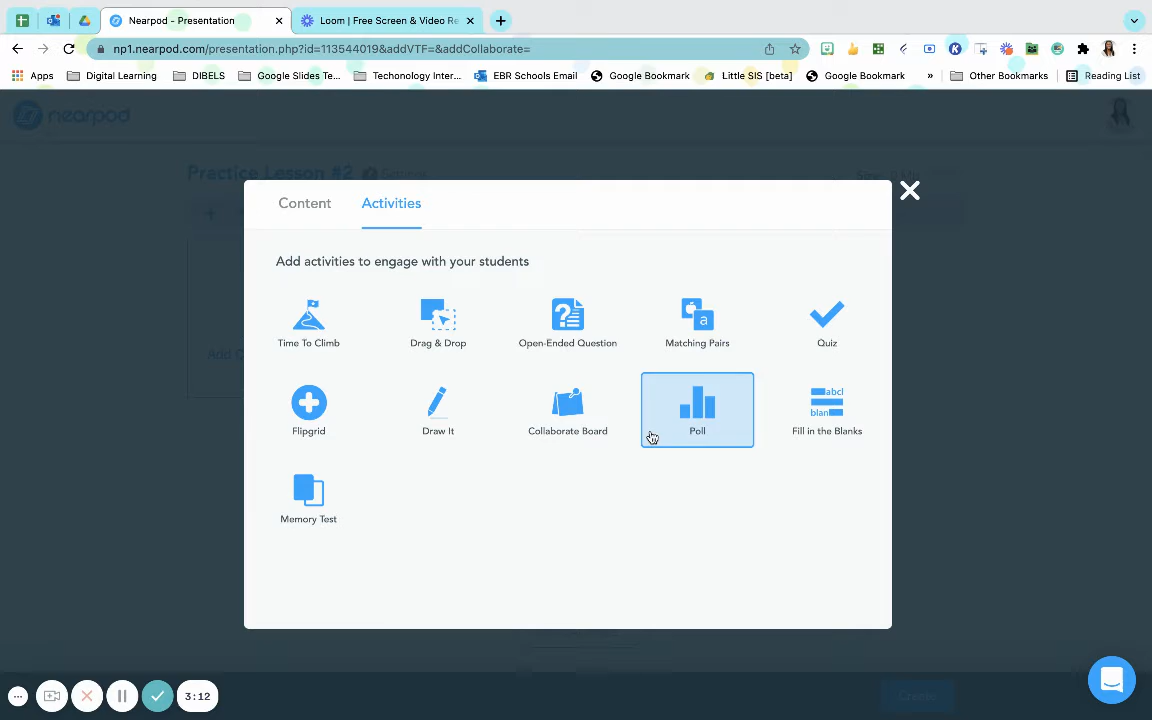 Nearpod - Presentation
Loom | Free Screen & Video Re
np1.nearpod.com/presentation.php?id=113544019&addVTF=&addCollaborate=
Apps
Digital Learning
DIBELS
Google Slides Te...
Techonology Inter...
EBR Schools Email
Google Bookmark
Little SIS [beta]
Google Bookmark
»
Other Bookmarks
Reading List
nearpod
Practice Lesson #2
Settings
Content
Activities
Add activities to engage with your students
Time To Climb
Drag & Drop
Open-Ended Question
Matching Pairs
a
Quiz
Add C
Flipgrid
Draw It
Collaborate Board
Poll
abcl
blan
Fill in the Blanks
Memory Test
Create
3:12